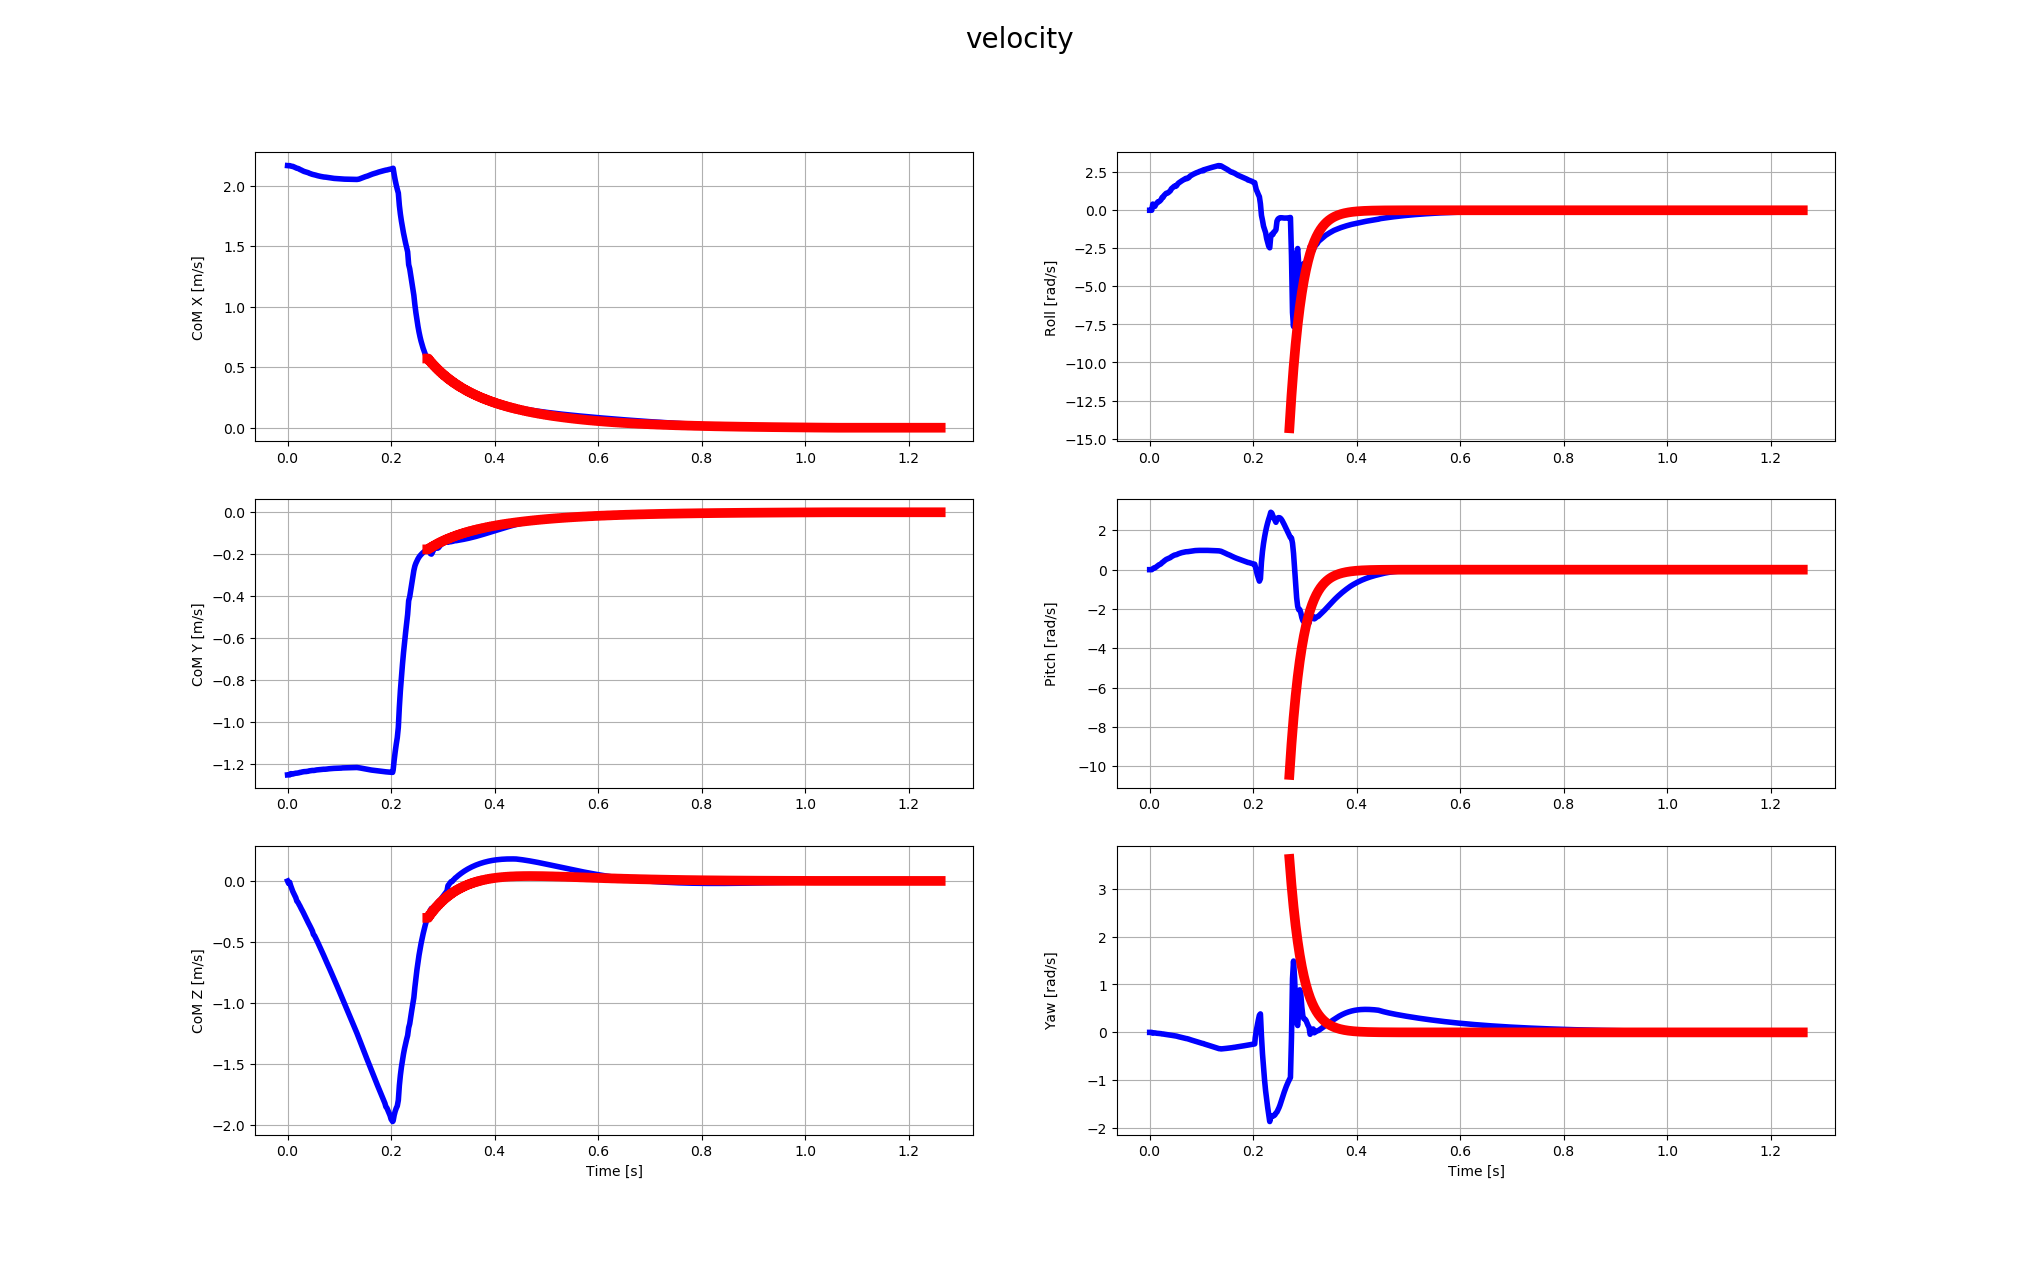 velocity
CoM X [m/s]
2.0
1.5
1.0
0.5
0.0
0.0 0.2 0.4 0.6 0.8 1.0 1.2
Roll [rad/s]
2.5
0.0
−2.5
−5.0
−7.5
−10.0
−12.5
−15.0
0.0 0.2 0.4 0.6 0.8 1.0 1.2
CoM Y [m/s]
0.0
−0.2
−0.4
−0.6
−0.8
−1.0
−1.2
0.0 0.2 0.4 0.6 0.8 1.0 1.2
Pitch [rad/s]
2
0
−2
−4
−6
−8
−10
0.0 0.2 0.4 0.6 0.8 1.0 1.2
CoM Z [m/s]
0.0
−0.5
−1.0
−1.5
−2.0
0.0 0.2 0.4 0.6 0.8 1.0 1.2
Time [s]
Yaw [rad/s]
3
2
1
0
−1
−2
0.0 0.2 0.4 0.6 0.8 1.0 1.2
Time [s]